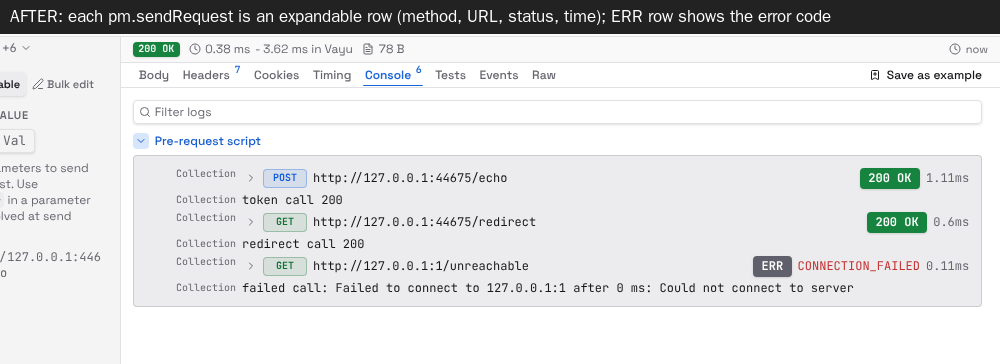 AFTER: each pm.sendRequest is an expandable row (method, URL, status, time); ERR row shows the error code
+6
200 OK 0.38 ms - 3.62 ms in Vayu 78 B now
Body Headers 7 Cookies Timing Console 6 Tests Events Raw Save as example
able Bulk edit
Filter logs
ALUE
Val
Pre-request script
ameters to send
st. Use
in a parameter
olved at send
/127.0.0.1:446
o
Collection POST http://127.0.0.1:44675/echo 200 OK 1.11ms
Collection token call 200
Collection GET http://127.0.0.1:44675/redirect 200 OK 0.6ms
Collection redirect call 200
Collection GET http://127.0.0.1:1/unreachable ERR CONNECTION_FAILED 0.11ms
Collection failed call: Failed to connect to 127.0.0.1:1 after 0 ms: Could not connect to server